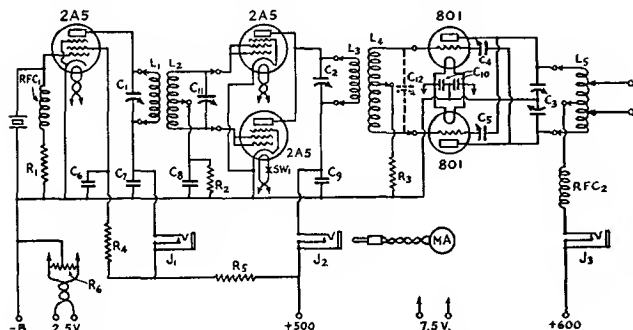 2A5 2A5 801
RFC1 C1 L1 L2 C11 C2 L3 L4 C12 C10 C4 C3 L5
2A5 801 C5
R1 C6 C7 C8 R2 SW1 C9 R3 RFC2
R4 J1 R5 J2 MA J3
R6
-B 2.5V. +500 7.5V. +600